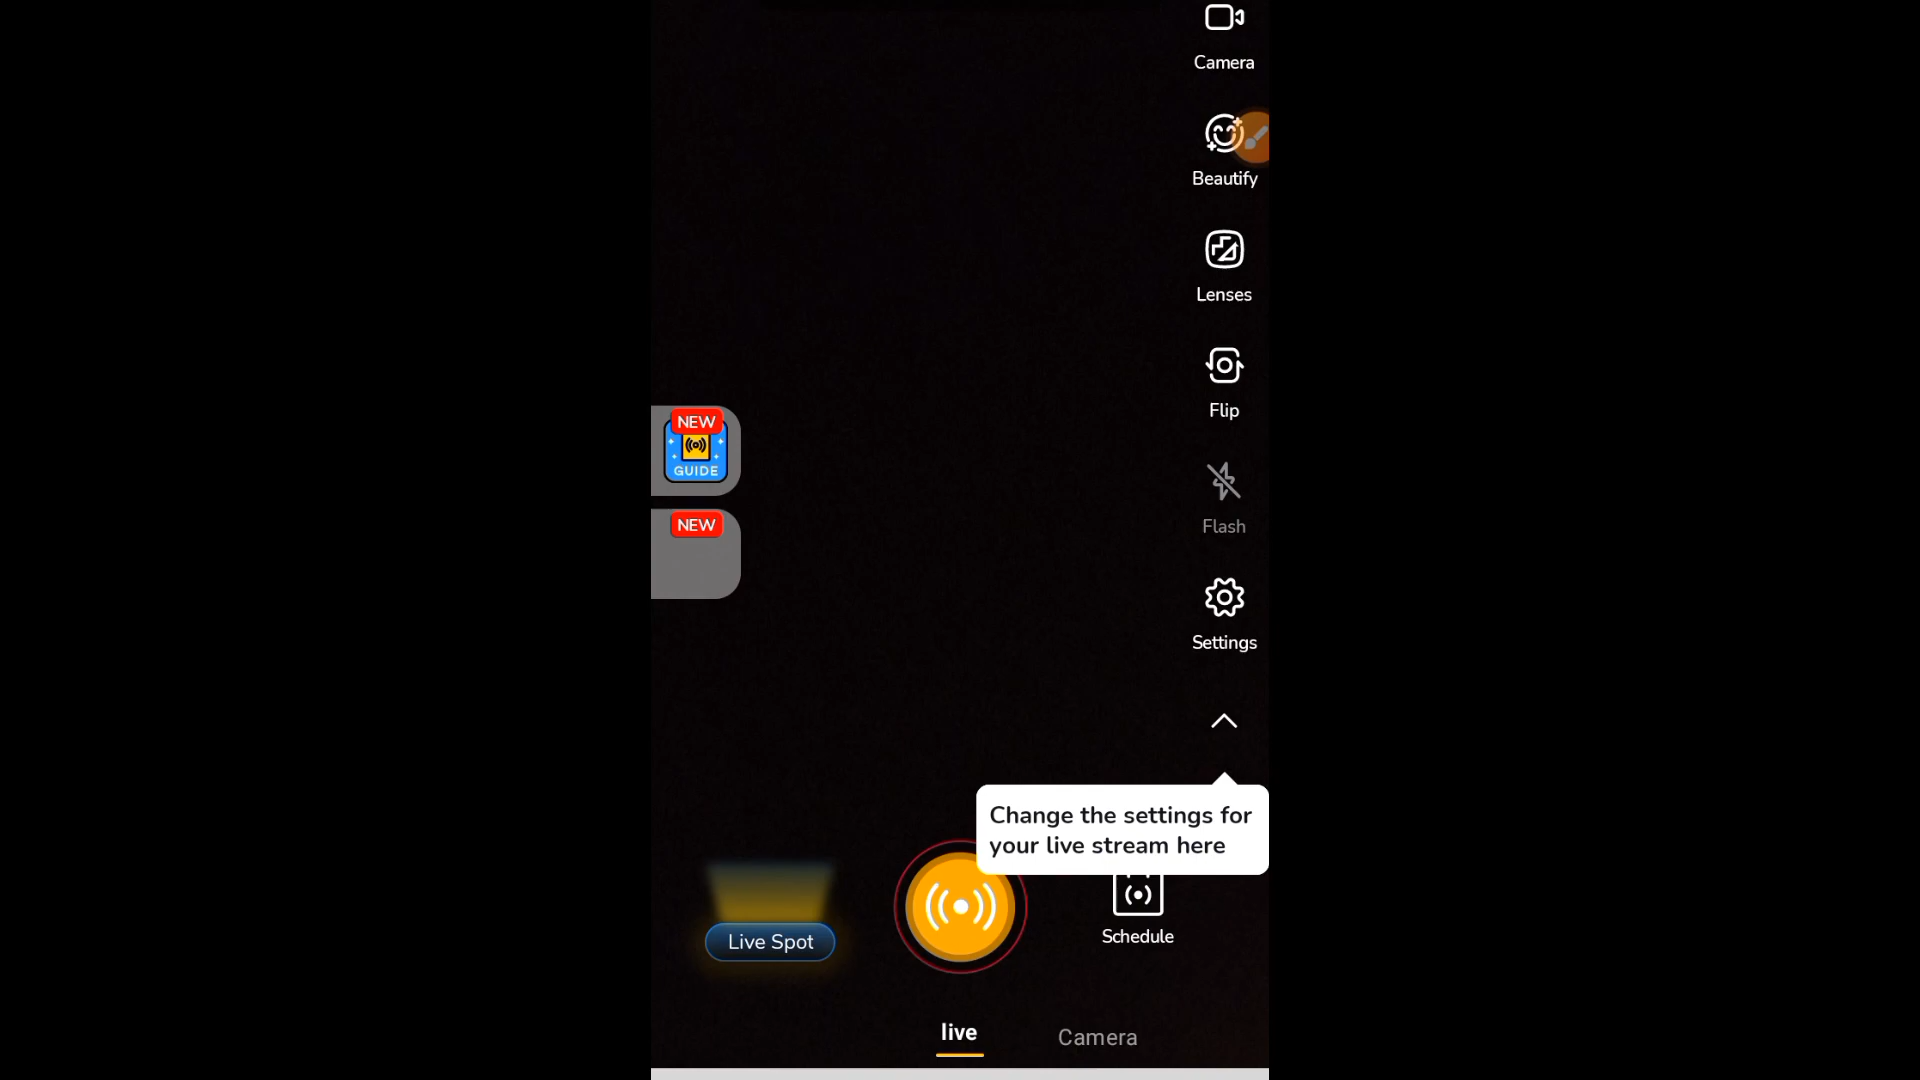 Camera
Beautify
Lenses
Flip
Flash
Settings
NEW
GUIDE
NEW
Change the settings for
your live stream here
Live Spot
Schedule
live
Camera